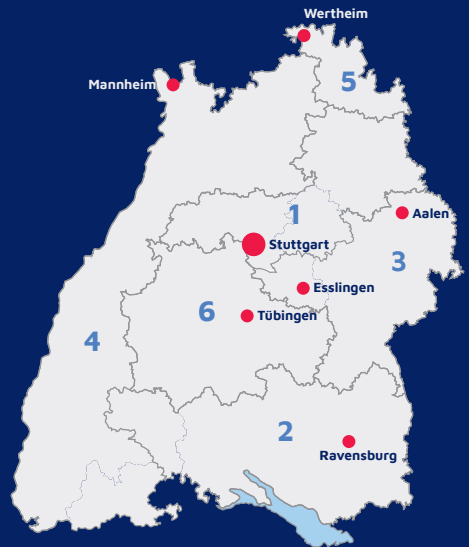 Wertheim
Mannheim
5
1
Aalen
Stuttgart
3
Esslingen
6
Tübingen
4
2
Ravensburg